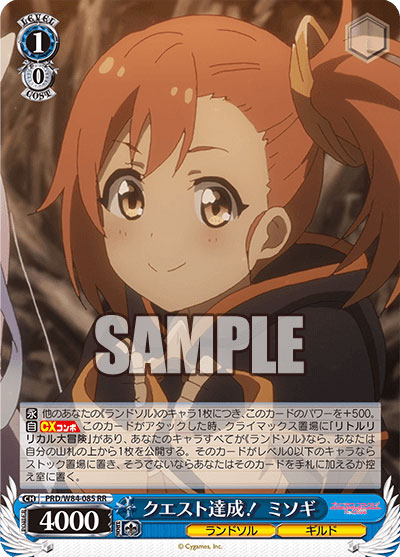 LEVEL
1
0
COST
SAMPLE
永 他のあなたの《ランドソル》のキャラ1枚につき、このカードのパワーを+500。
自 CXコンボ このカードがアタックした時、クライマックス置場に「リトルリ
リカル大冒険」があり、あなたのキャラすべてが《ランドソル》なら、あなたは
自分の山札の上から1枚を公開する。そのカードがレベル0以下のキャラなら
ストック置場に置き、そうでないならあなたはそのカードを手札に加えるか控
え室に置く。
CH PRD/W84-085 RR
POWER 4000
クエスト達成! ミソギ
ランドソル
ギルド
© Cygames, Inc.